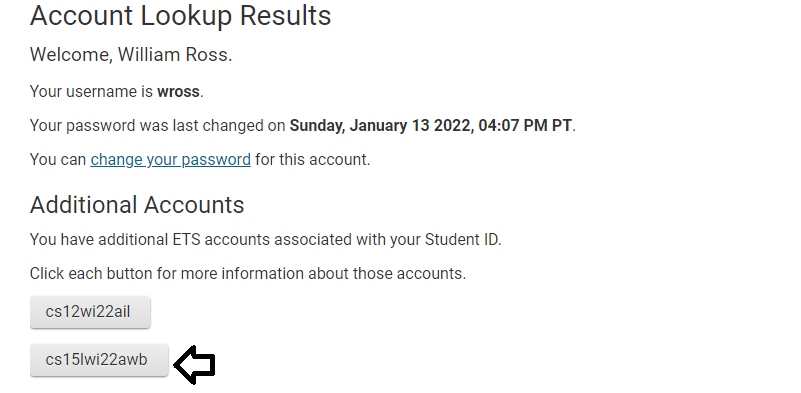 Account Lookup Results
Welcome, William Ross.
Your username is wross.
Your password was last changed on Sunday, January 13 2022, 04:07 PM PT.
You can change your password for this account.
Additional Accounts
You have additional ETS accounts associated with your Student ID.
Click each button for more information about those accounts.
cs12wi22ail
cs15lwi22awb